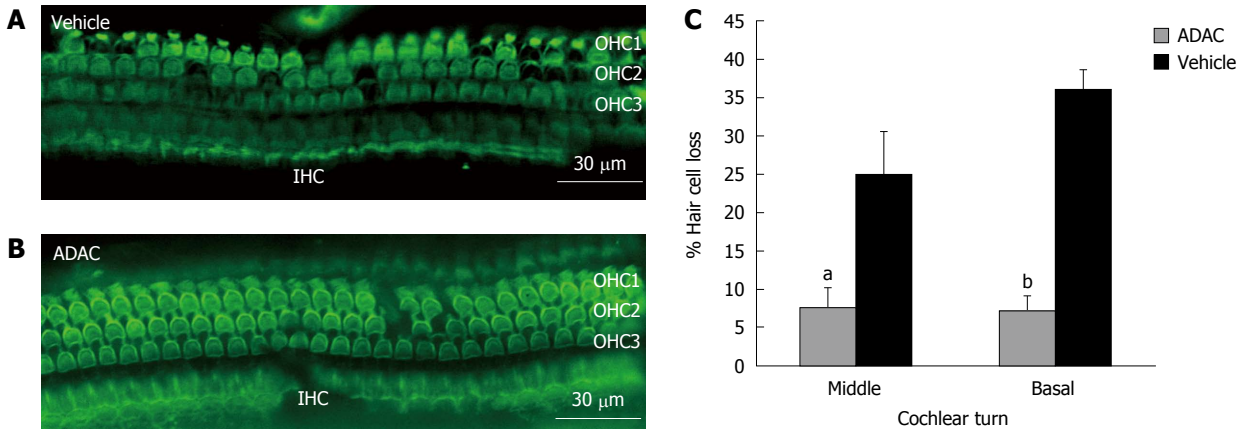 A
Vehicle
OHC1
OHC2
OHC3
IHC
30 μm
B
ADAC
OHC1
OHC2
OHC3
IHC
30 μm
C
45
40
35
30
25
20
15
10
5
0
% Hair cell loss
ADAC
Vehicle
a
b
Middle
Basal
Cochlear turn